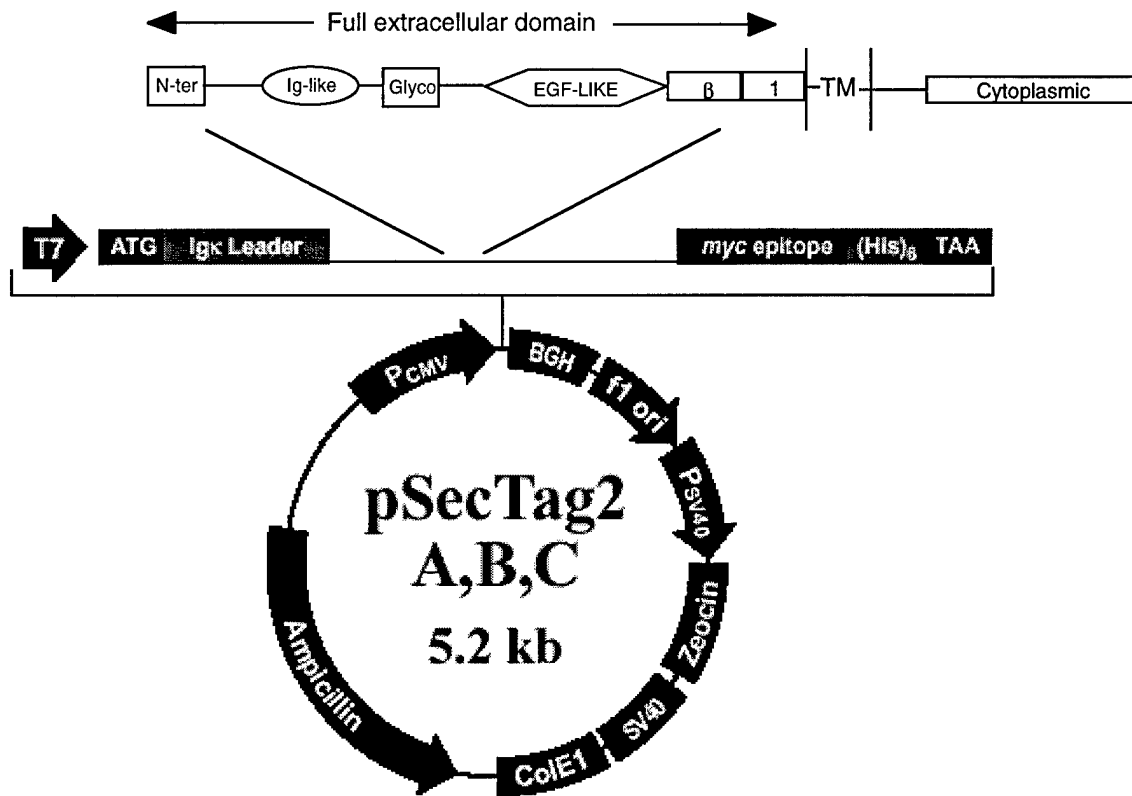 Full extracellular domain
N-ter Ig-like Glyco EGF-LIKE β 1 TM Cytoplasmic
T7 ATG Igκ Leader myc epitope (His)6 TAA
PCMV BGH f1 ori
PSV40
Zeocin
SV40
ColE1
Ampicillin
pSecTag2
A,B,C
5.2 kb